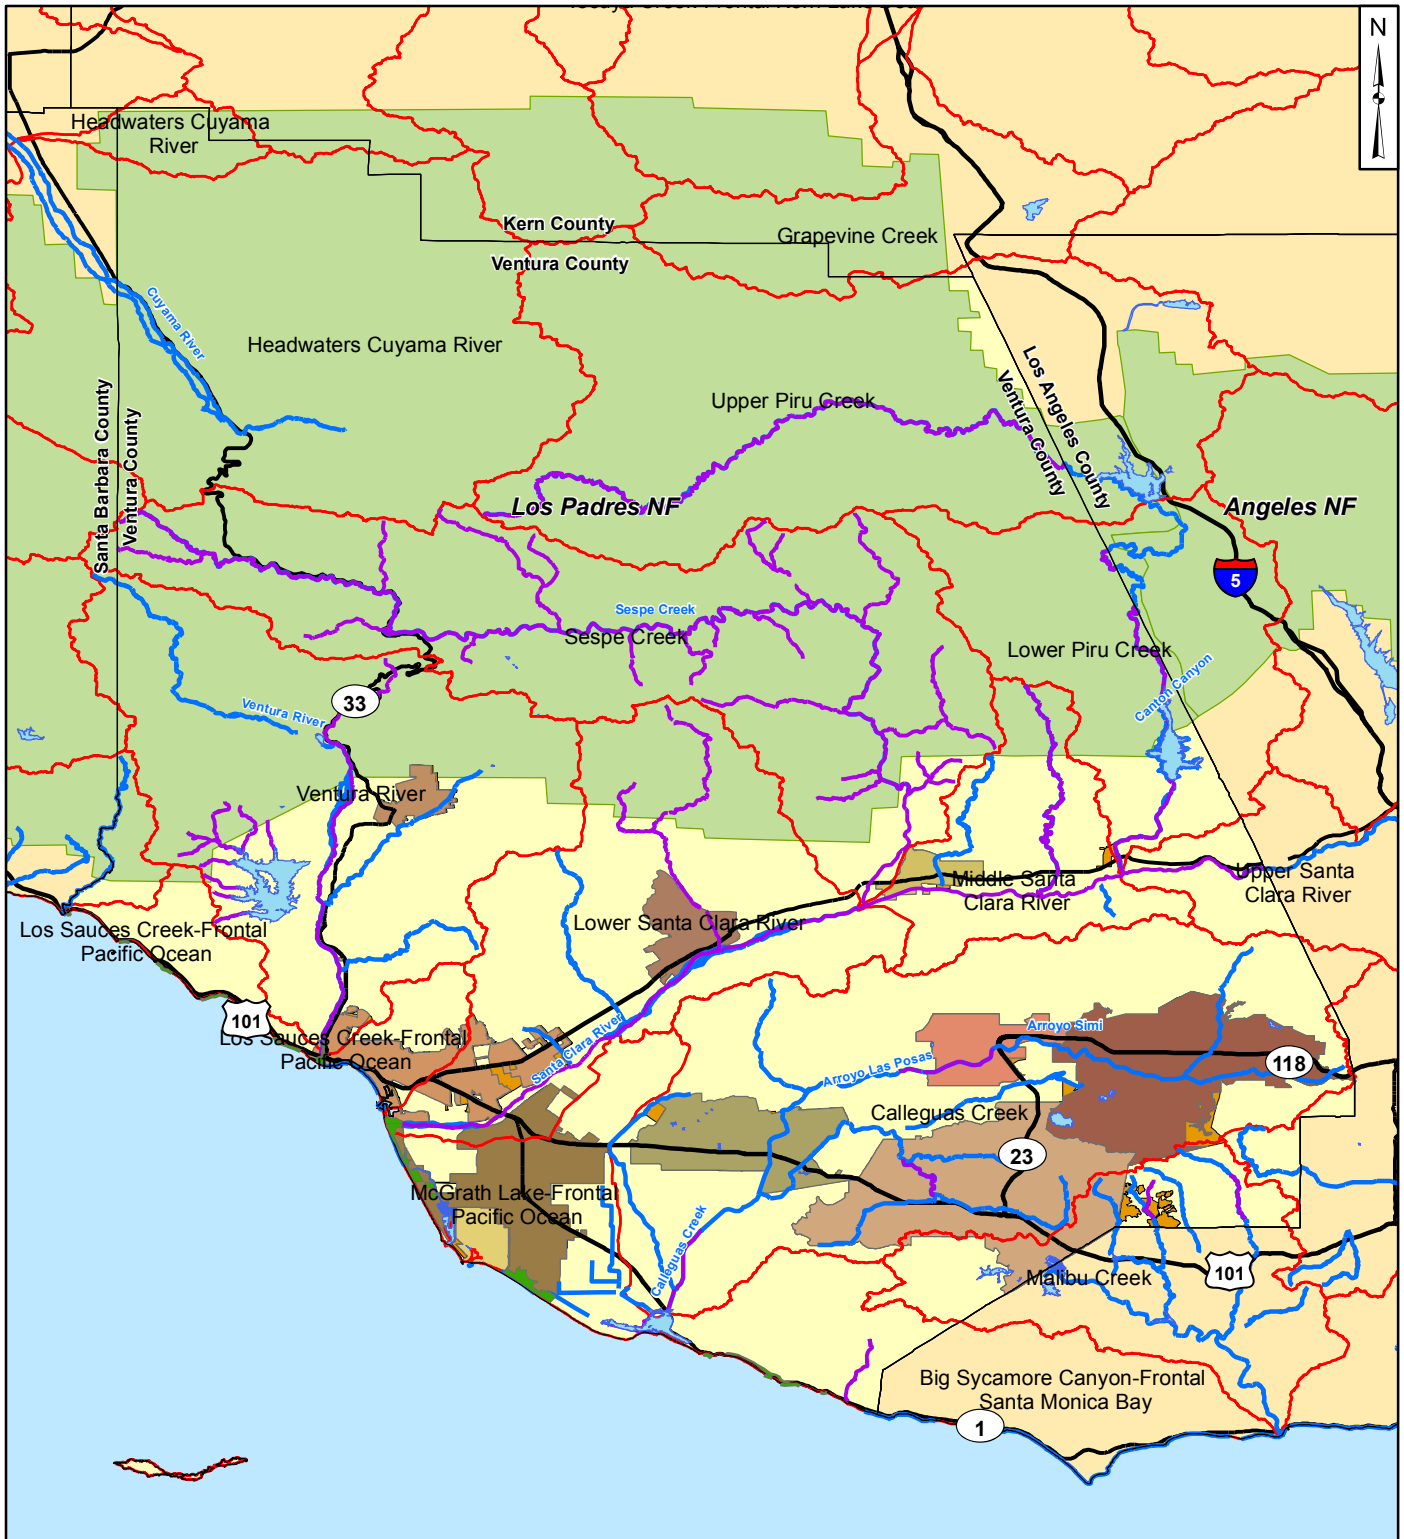 N
Headwaters Cuyama
River
Kern County
Grapevine Creek
Ventura County
Cuyama River
Headwaters Cuyama River
Los Angeles County
Ventura County
Upper Piru Creek
Santa Barbara County
Ventura County
Los Padres NF
Angeles NF
5
Sespe Creek
Sespe Creek
Lower Piru Creek
Canton Canyon
33
Ventura River
Ventura River
Middle Santa
Clara River
Upper Santa
Clara River
Lower Santa Clara River
Los Sauces Creek-Frontal
Pacific Ocean
101
Los Sauces Creek-Frontal
Pacific Ocean
Santa Clara River
Arroyo Simi
Arroyo Las Posas
118
Calleguas Creek
23
McGrath Lake-Frontal
Pacific Ocean
Calleguas Creek
Malibu Creek
101
Big Sycamore Canyon-Frontal
Santa Monica Bay
1